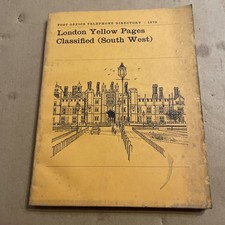 POST OFFICE TELEPHONE DIRECTORY - 1970
London Yellow Pages
Classified (South West)